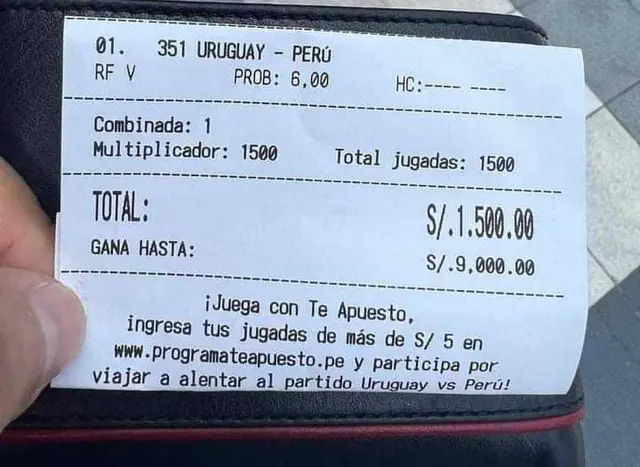 01. 351 URUGUAY - PERÚ
RF V PROB: 6,00 HC:---- ----
Combinada: 1
Multiplicador: 1500 Total jugadas: 1500
TOTAL: S/.1.500.00
GANA HASTA: S/.9,000.00
¡Juega con Te Apuesto,
ingresa tus jugadas de más de S/ 5 en
www.programateapuesto.pe y participa por
viajar a alentar al partido Uruguay vs Perú!